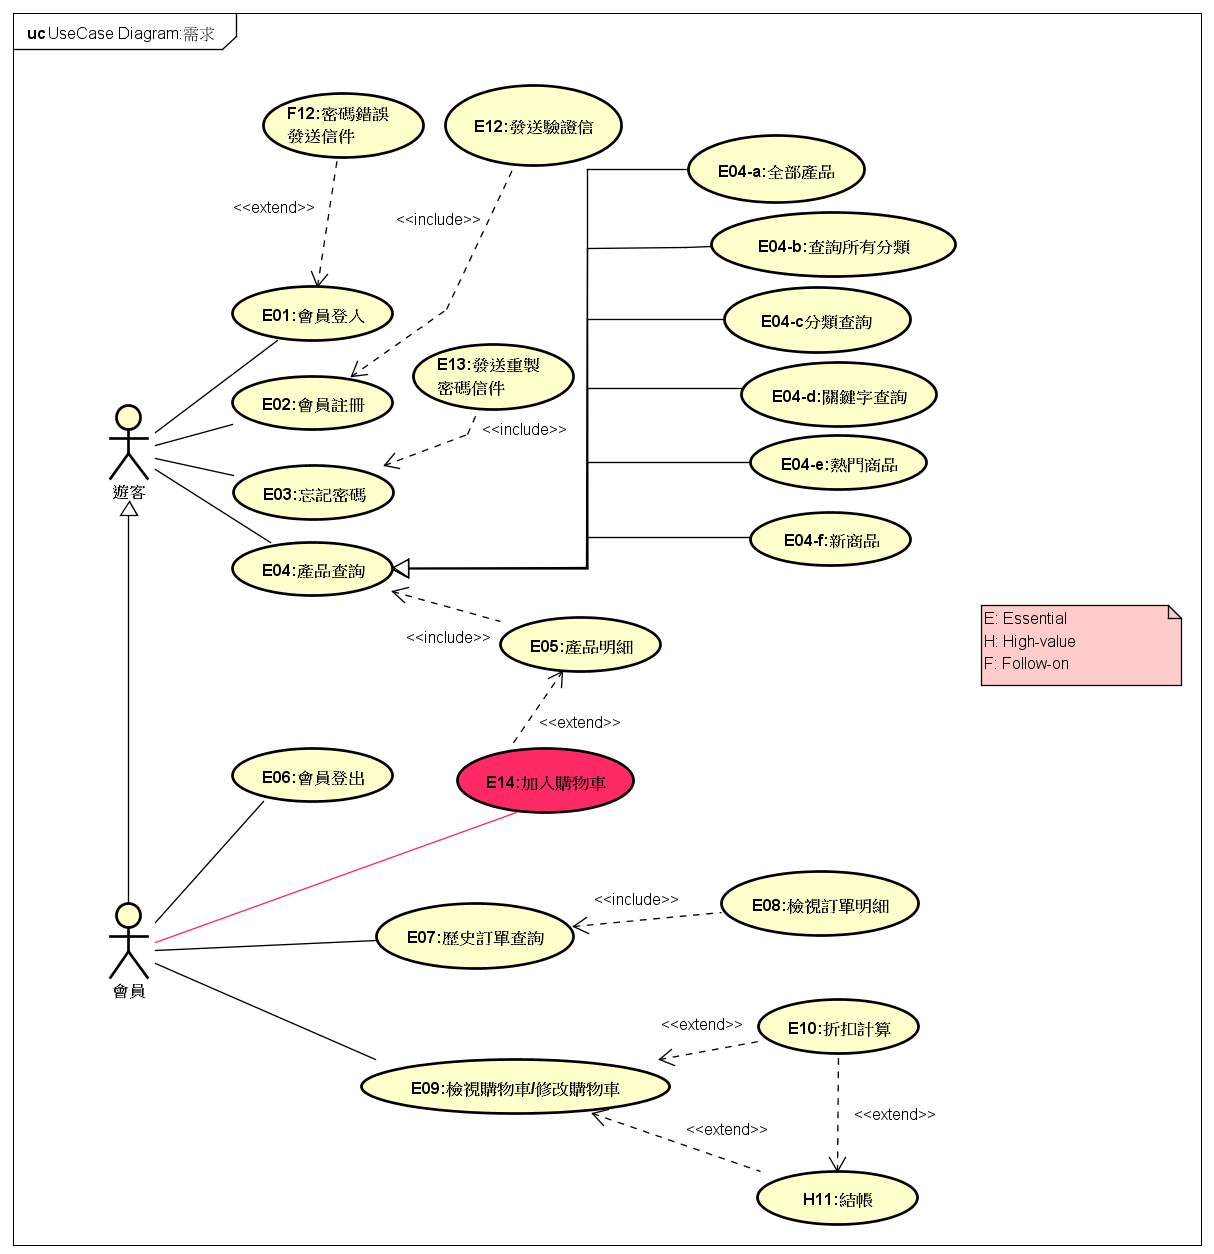 uc UseCase Diagram:需求
F12:密碼錯誤
發送信件
E12:發送驗證信
E04-a:全部產品
<<extend>>
<<include>>
E04-b:查詢所有分類
E01:會員登入
E04-c分類查詢
E13:發送重製
密碼信件
E02:會員註冊
E04-d:關鍵字查詢
<<include>>
E04-e:熱門商品
遊客
E03:忘記密碼
E04-f:新商品
E04:產品查詢
E: Essential
H: High-value
F: Follow-on
<<include>>
E05:產品明細
<<extend>>
E06:會員登出
E14:加入購物車
<<include>>
E08:檢視訂單明細
E07:歷史訂單查詢
會員
<<extend>>
E10:折扣計算
E09:檢視購物車/修改購物車
<<extend>>
<<extend>>
H11:結帳